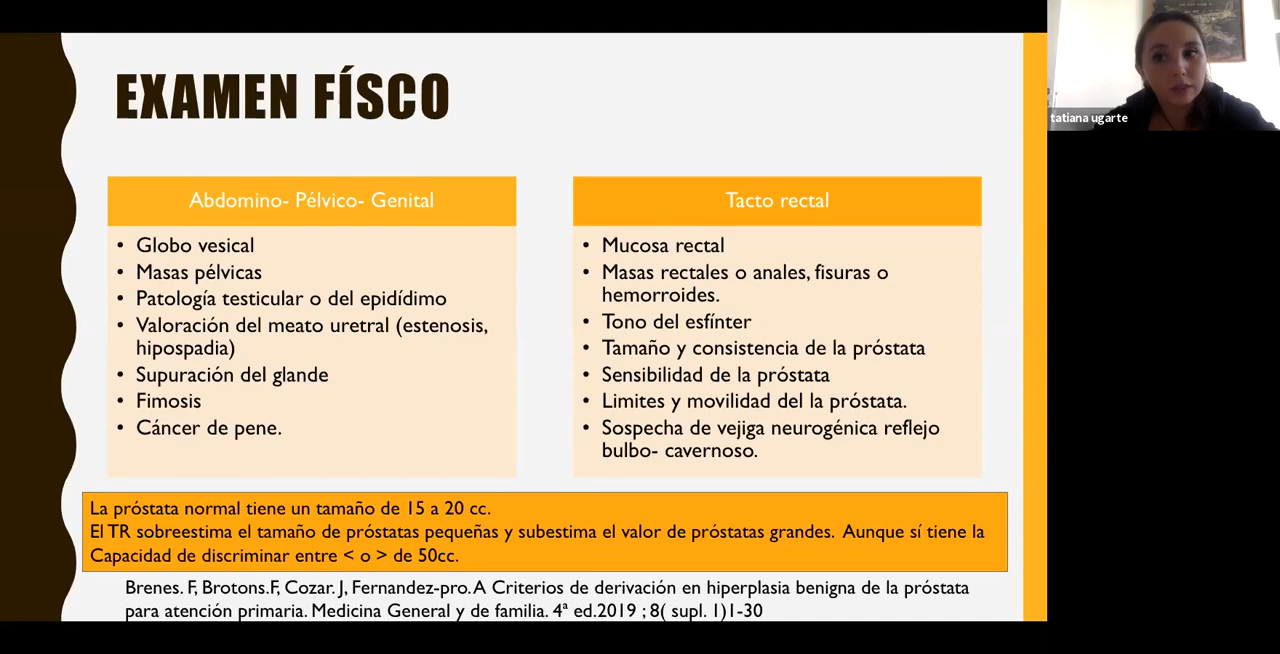 EXAMEN FÍSCO
tatiana ugarte
Abdomino- Pélvico- Genital
• Globo vesical
• Masas pélvicas
• Patología testicular o del epidídimo
• Valoración del meato uretral (estenosis,
hipospadia)
• Supuración del glande
• Fimosis
• Cáncer de pene.
Tacto rectal
• Mucosa rectal
• Masas rectales o anales, fisuras o
hemorroides.
• Tono del esfínter
• Tamaño y consistencia de la próstata
• Sensibilidad de la próstata
• Limites y movilidad del la próstata.
• Sospecha de vejiga neurogénica reflejo
bulbo- cavernoso.
La próstata normal tiene un tamaño de 15 a 20 cc.
El TR sobreestima el tamaño de próstatas pequeñas y subestima el valor de próstatas grandes. Aunque sí tiene la
Capacidad de discriminar entre < o > de 50cc.
Brenes. F, Brotons.F, Cozar. J, Fernandez-pro. A Criterios de derivación en hiperplasia benigna de la próstata
para atención primaria. Medicina General y de familia. 4ª ed.2019 ; 8( supl. 1)1-30